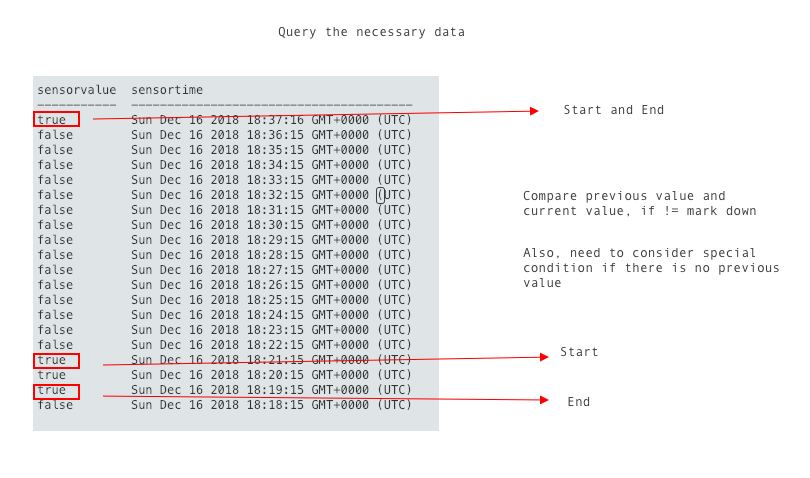 Query the necessary data
sensorvalue sensortime
----------- ---------------------------------------
true Sun Dec 16 2018 18:37:16 GMT+0000 (UTC)
Start and End
false Sun Dec 16 2018 18:36:15 GMT+0000 (UTC)
false Sun Dec 16 2018 18:35:15 GMT+0000 (UTC)
false Sun Dec 16 2018 18:34:15 GMT+0000 (UTC)
false Sun Dec 16 2018 18:33:15 GMT+0000 (UTC)
false Sun Dec 16 2018 18:32:15 GMT+0000 (UTC)
false Sun Dec 16 2018 18:31:15 GMT+0000 (UTC)
false Sun Dec 16 2018 18:30:15 GMT+0000 (UTC)
false Sun Dec 16 2018 18:29:15 GMT+0000 (UTC)
false Sun Dec 16 2018 18:28:15 GMT+0000 (UTC)
false Sun Dec 16 2018 18:27:15 GMT+0000 (UTC)
false Sun Dec 16 2018 18:26:15 GMT+0000 (UTC)
false Sun Dec 16 2018 18:25:15 GMT+0000 (UTC)
false Sun Dec 16 2018 18:24:15 GMT+0000 (UTC)
false Sun Dec 16 2018 18:23:15 GMT+0000 (UTC)
false Sun Dec 16 2018 18:22:15 GMT+0000 (UTC)
true Sun Dec 16 2018 18:21:15 GMT+0000 (UTC)
true Sun Dec 16 2018 18:20:15 GMT+0000 (UTC)
true Sun Dec 16 2018 18:19:15 GMT+0000 (UTC)
false Sun Dec 16 2018 18:18:15 GMT+0000 (UTC)
Compare previous value and
current value, if != mark down
Also, need to consider special
condition if there is no previous
value
Start
End